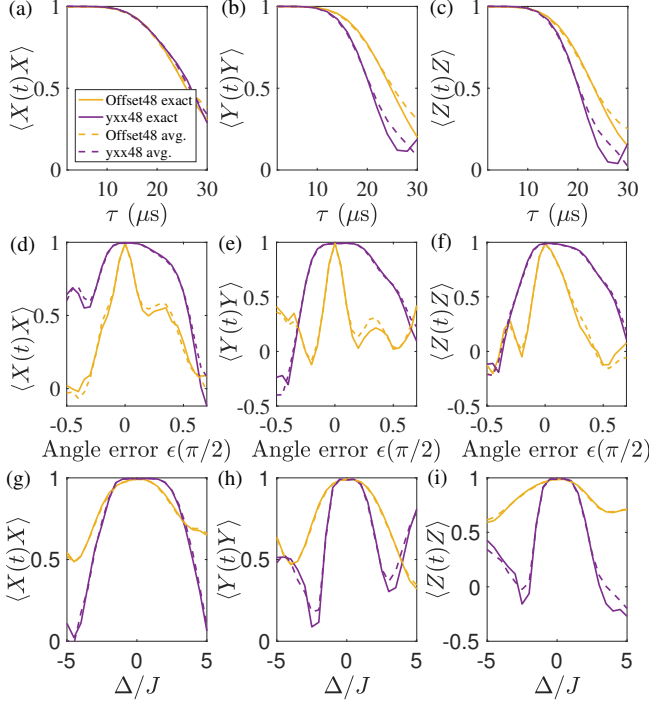 (a)
(b)
(c)
⟨X(t)X⟩
⟨Y(t)Y⟩
⟨Z(t)Z⟩
1
0.5
0
1
0.5
0
1
0.5
0
Offset48 exact
yxx48 exact
Offset48 avg.
yxx48 avg.
10 20 30
10 20 30
10 20 30
τ (μs)
τ (μs)
τ (μs)
(d)
(e)
(f)
⟨X(t)X⟩
⟨Y(t)Y⟩
⟨Z(t)Z⟩
1
0.5
0
1
0.5
0
-0.5
1
0.5
0
-0.5
-0.5 0 0.5
-0.5 0 0.5
-0.5 0 0.5
Angle error ϵ(π/2)
Angle error ϵ(π/2)
Angle error ϵ(π/2)
(g)
(h)
(i)
⟨X(t)X⟩
⟨Y(t)Y⟩
⟨Z(t)Z⟩
1
0.5
0
1
0.5
0
1
0.5
0
-0.5
-5 0 5
-5 0 5
-5 0 5
Δ/J
Δ/J
Δ/J